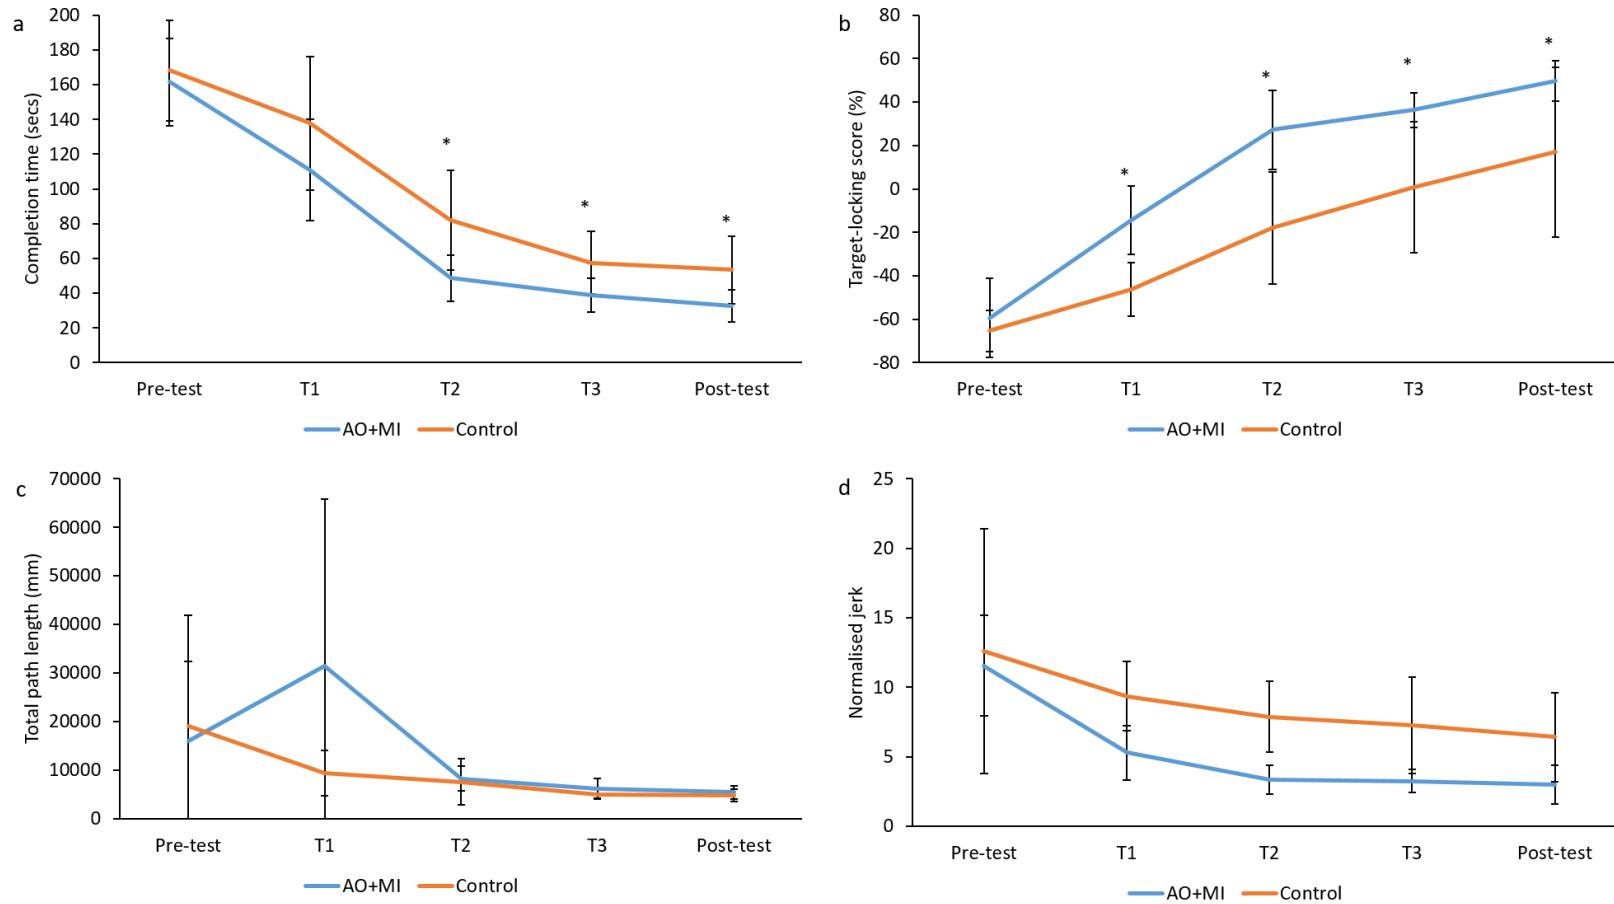 a
Completion time (secs)
200
180
160
140
120
100
80
60
40
20
0
*
*
*
Pre-test T1 T2 T3 Post-test
AO+MI Control
b
Target-locking score (%)
80
60
40
20
0
-20
-40
-60
-80
*
*
*
*
Pre-test T1 T2 T3 Post-test
AO+MI Control
c
Total path length (mm)
70000
60000
50000
40000
30000
20000
10000
0
Pre-test T1 T2 T3 Post-test
AO+MI Control
d
Normalised jerk
25
20
15
10
5
0
Pre-test T1 T2 T3 Post-test
AO+MI Control